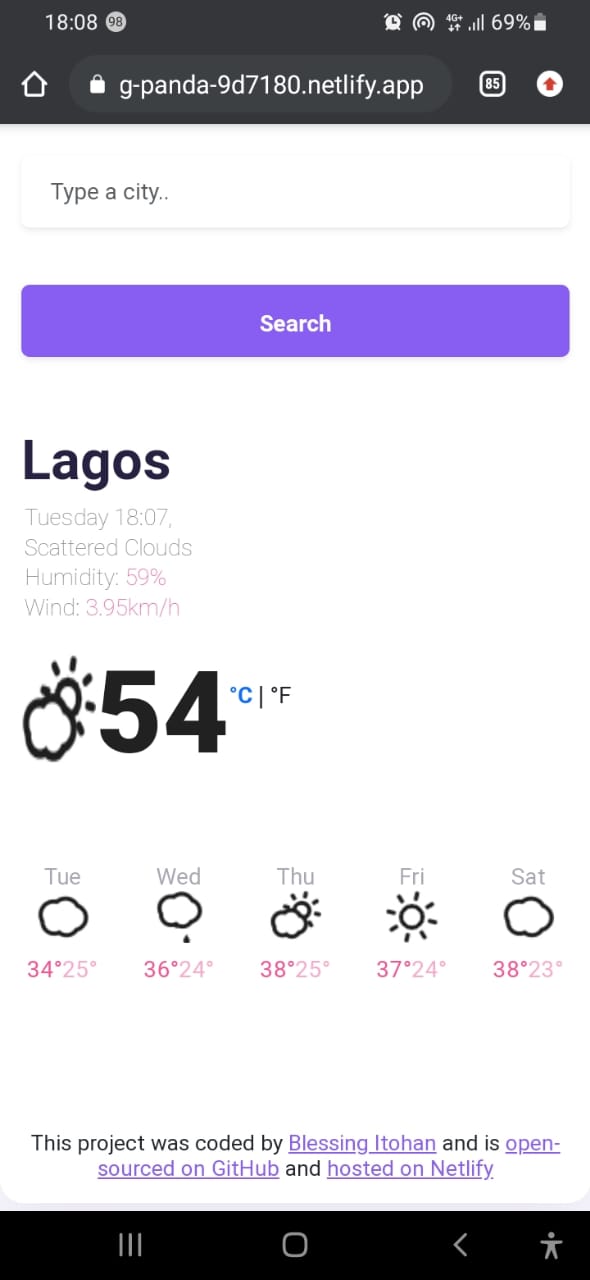 18:08 98 4G+ 69%
g-panda-9d7180.netlify.app 85
Type a city..
Search
Lagos
Tuesday 18:07,
Scattered Clouds
Humidity: 59%
Wind: 3.95km/h
54 °C | °F
Tue Wed Thu Fri Sat
34°25° 36°24° 38°25° 37°24° 38°23°
This project was coded by Blessing Itohan and is open-
sourced on GitHub and hosted on Netlify